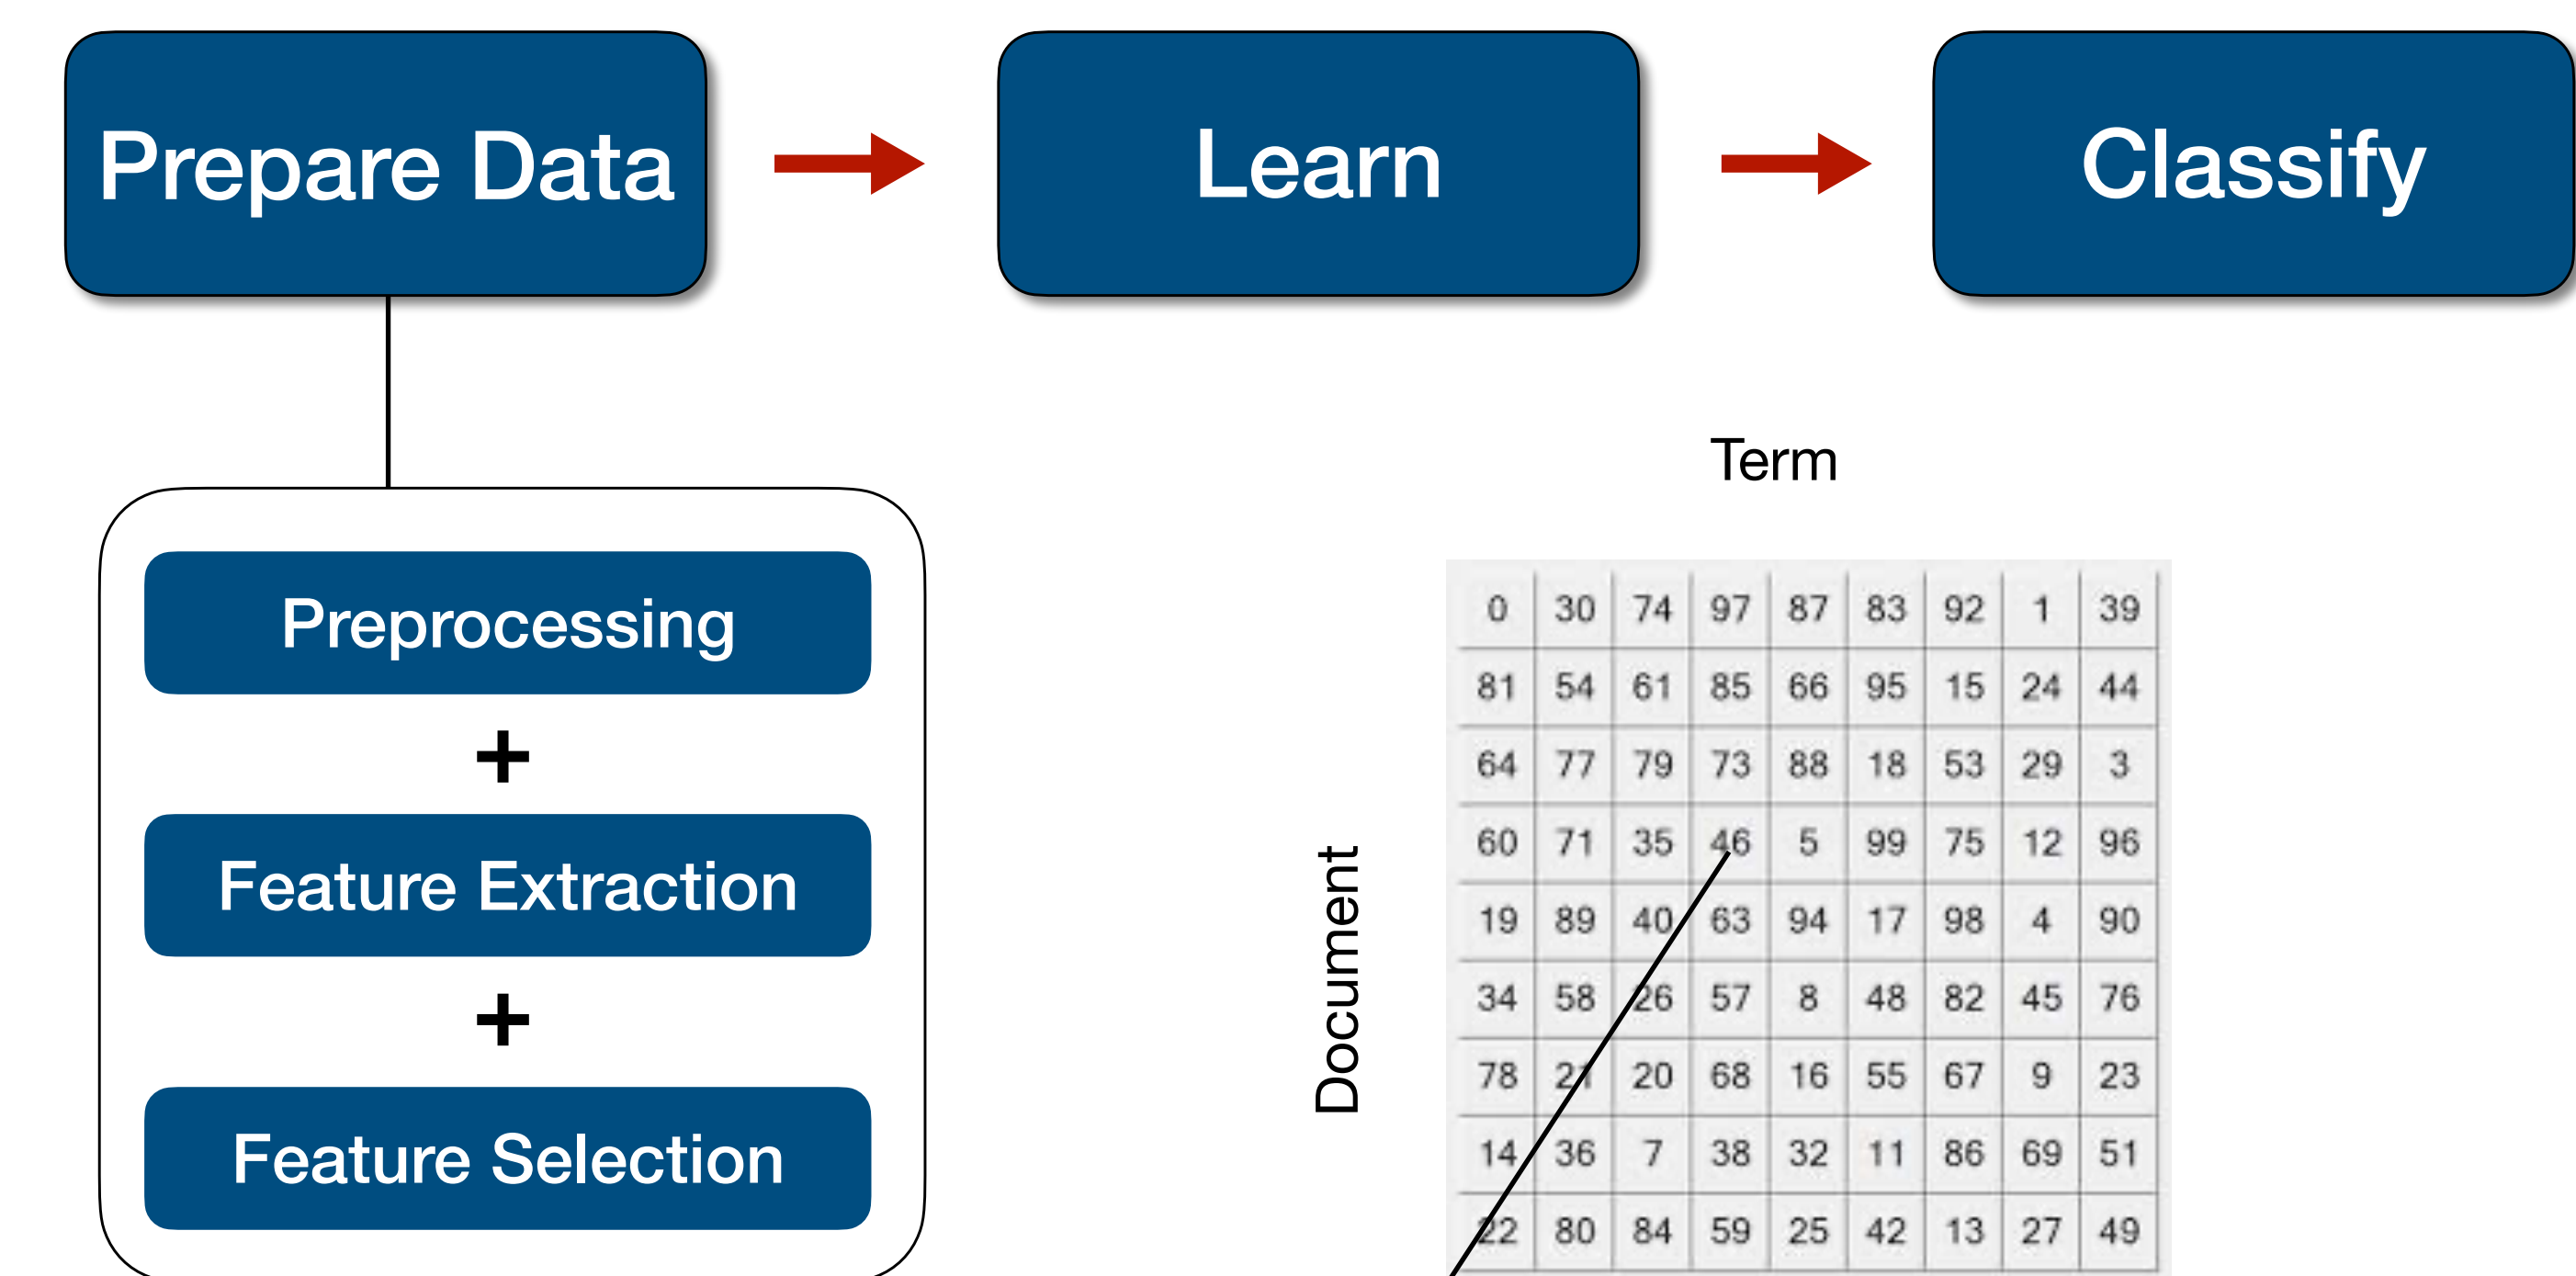 Prepare Data
Learn
Classify
Preprocessing
+
Feature Extraction
+
Feature Selection
Term
Document
0 30 74 97 87 83 92 1 39
81 54 61 85 66 95 15 24 44
64 77 79 73 88 18 53 29 3
60 71 35 46 5 99 75 12 96
19 89 40 63 94 17 98 4 90
34 58 26 57 8 48 82 45 76
78 21 20 68 16 55 67 9 23
14 36 7 38 32 11 86 69 51
22 80 84 59 25 42 13 27 49